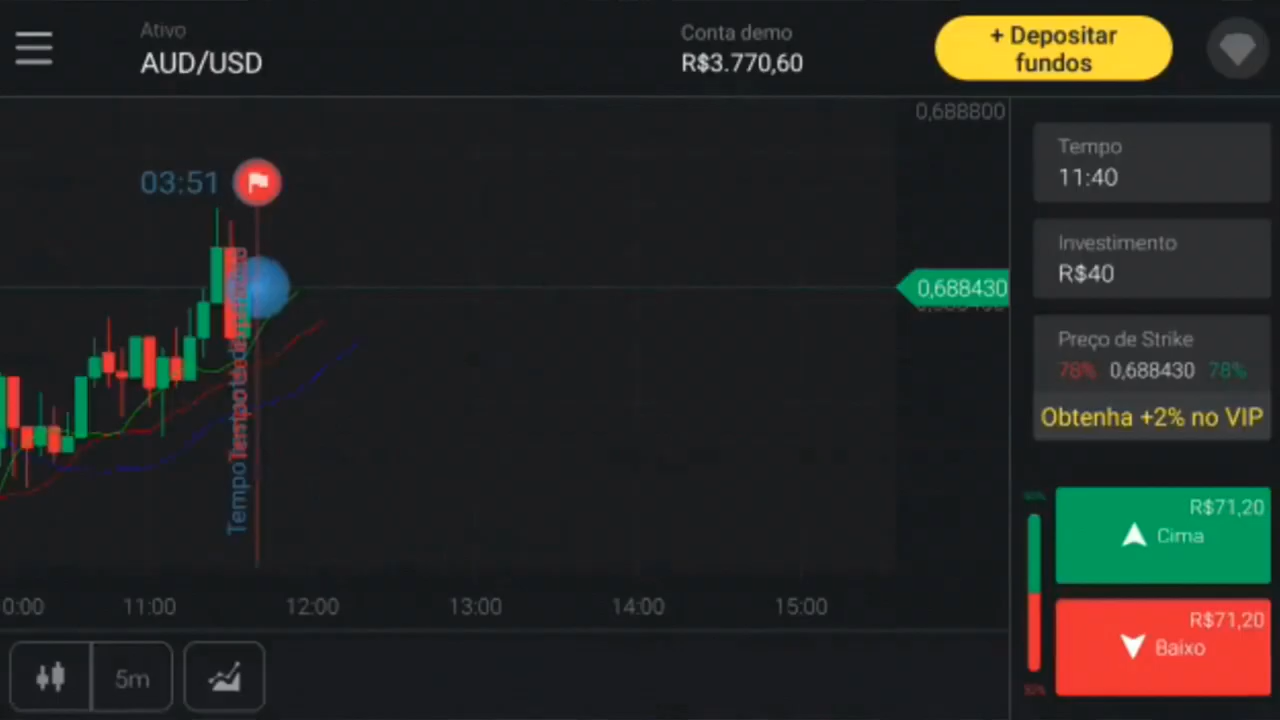 Ativo
AUD/USD
Conta demo
R$3.770,60
+ Depositar
fundos
0,688800
03:51
0,688430
Tempo
11:40
Investimento
R$40
Preço de Strike
78% 0,688430 78%
Obtenha +2% no VIP
R$71,20
Cima
R$71,20
Baixo
Tempo
0:00
11:00
12:00
13:00
14:00
15:00
5m